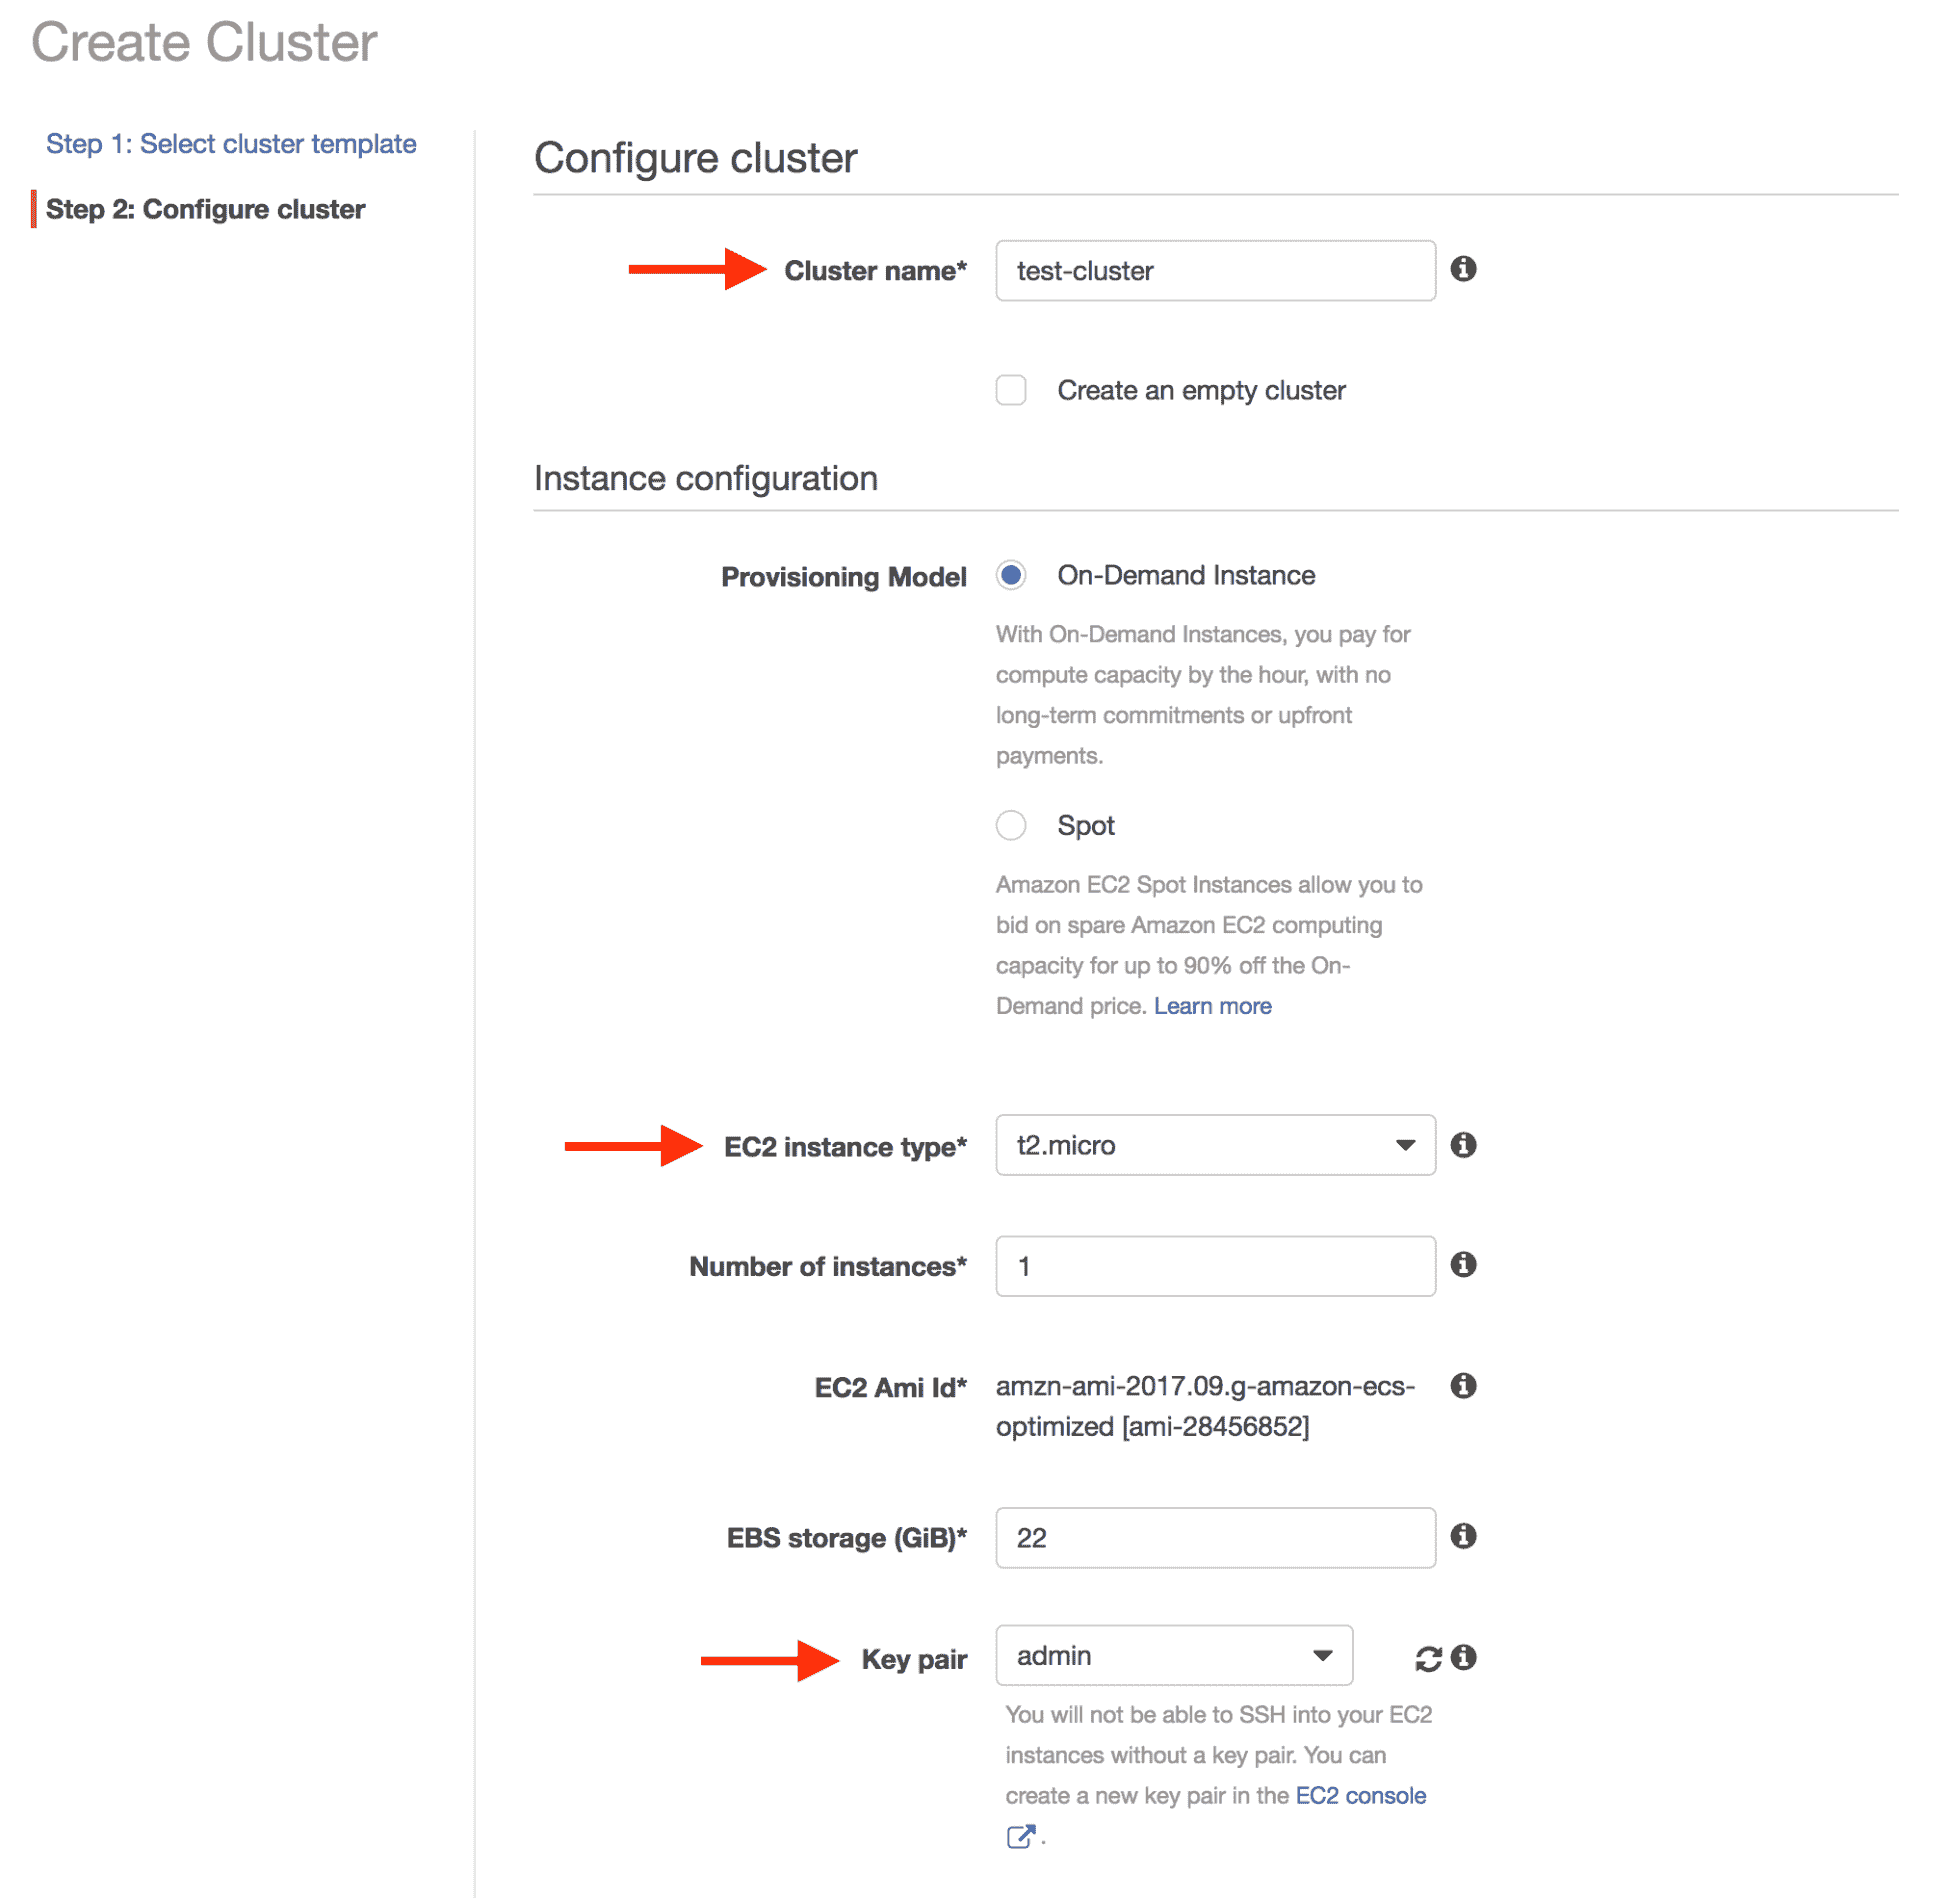 Create Cluster
Step 1: Select cluster template
Step 2: Configure cluster
Configure cluster
Cluster name* test-cluster
Create an empty cluster
Instance configuration
Provisioning Model On-Demand Instance
With On-Demand Instances, you pay for
compute capacity by the hour, with no
long-term commitments or upfront
payments.
Spot
Amazon EC2 Spot Instances allow you to
bid on spare Amazon EC2 computing
capacity for up to 90% off the On-
Demand price. Learn more
EC2 instance type* t2.micro
Number of instances* 1
EC2 Ami Id* amzn-ami-2017.09.g-amazon-ecs-
optimized [ami-28456852]
EBS storage (GiB)* 22
Key pair admin
You will not be able to SSH into your EC2
instances without a key pair. You can
create a new key pair in the EC2 console
.